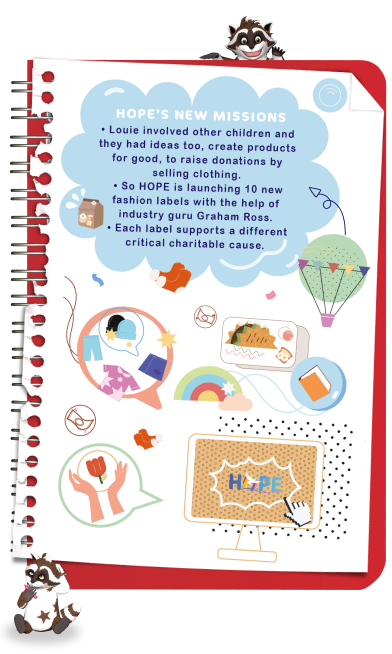 HOPE'S NEW MISSIONS
• Louie involved other children and
they had ideas too, create products
for good, to raise donations by
selling clothing.
• So HOPE is launching 10 new
fashion labels with the help of
industry guru Graham Ross.
• Each label supports a different
critical charitable cause.
HOPE